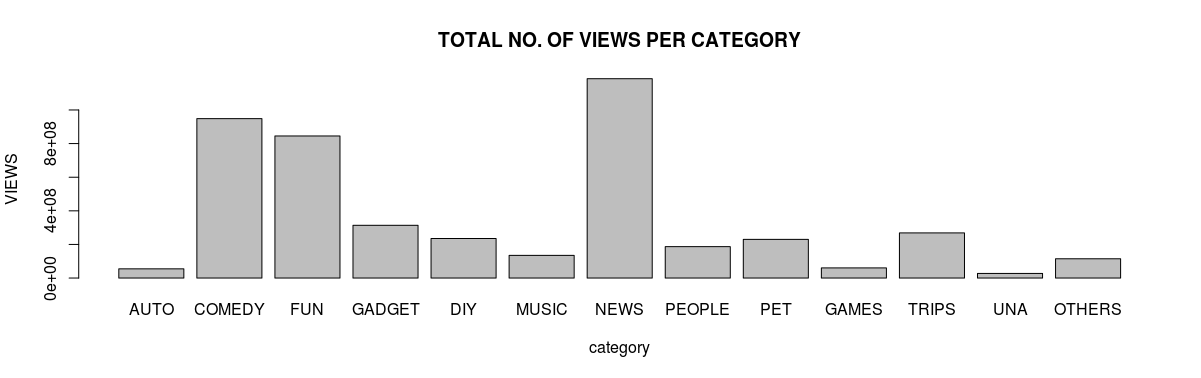 TOTAL NO. OF VIEWS PER CATEGORY
VIEWS
8e+08
4e+08
0e+00
AUTO COMEDY FUN GADGET DIY MUSIC NEWS PEOPLE PET GAMES TRIPS UNA OTHERS
category